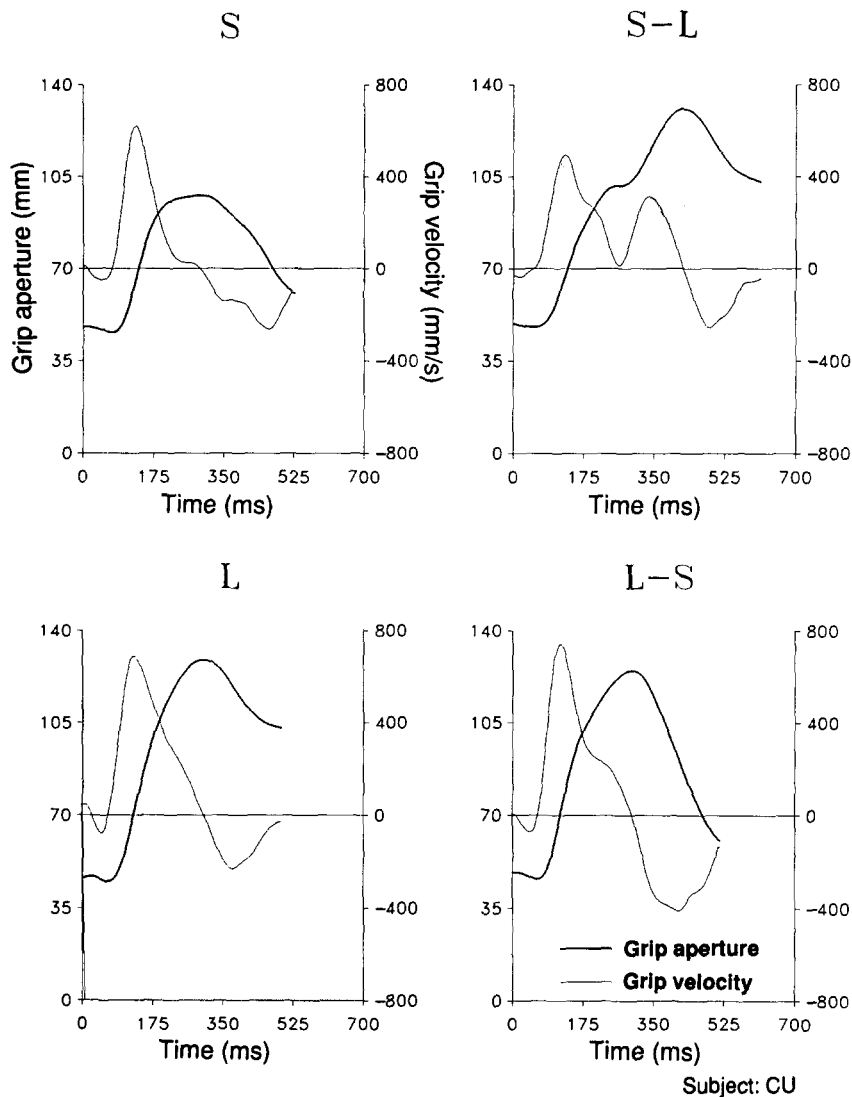 S
S-L
140
105
70
35
0
Grip aperture (mm)
800
400
0
-400
-800
Grip velocity (mm/s)
0 175 350 525 700
Time (ms)
140
105
70
35
0
800
400
0
-400
-800
0 175 350 525 700
Time (ms)
L
L-S
140
105
70
35
0
800
400
0
-400
-800
0 175 350 525 700
Time (ms)
140
105
70
35
0
800
400
0
-400
-800
Grip aperture
Grip velocity
0 175 350 525 700
Time (ms)
Subject: CU